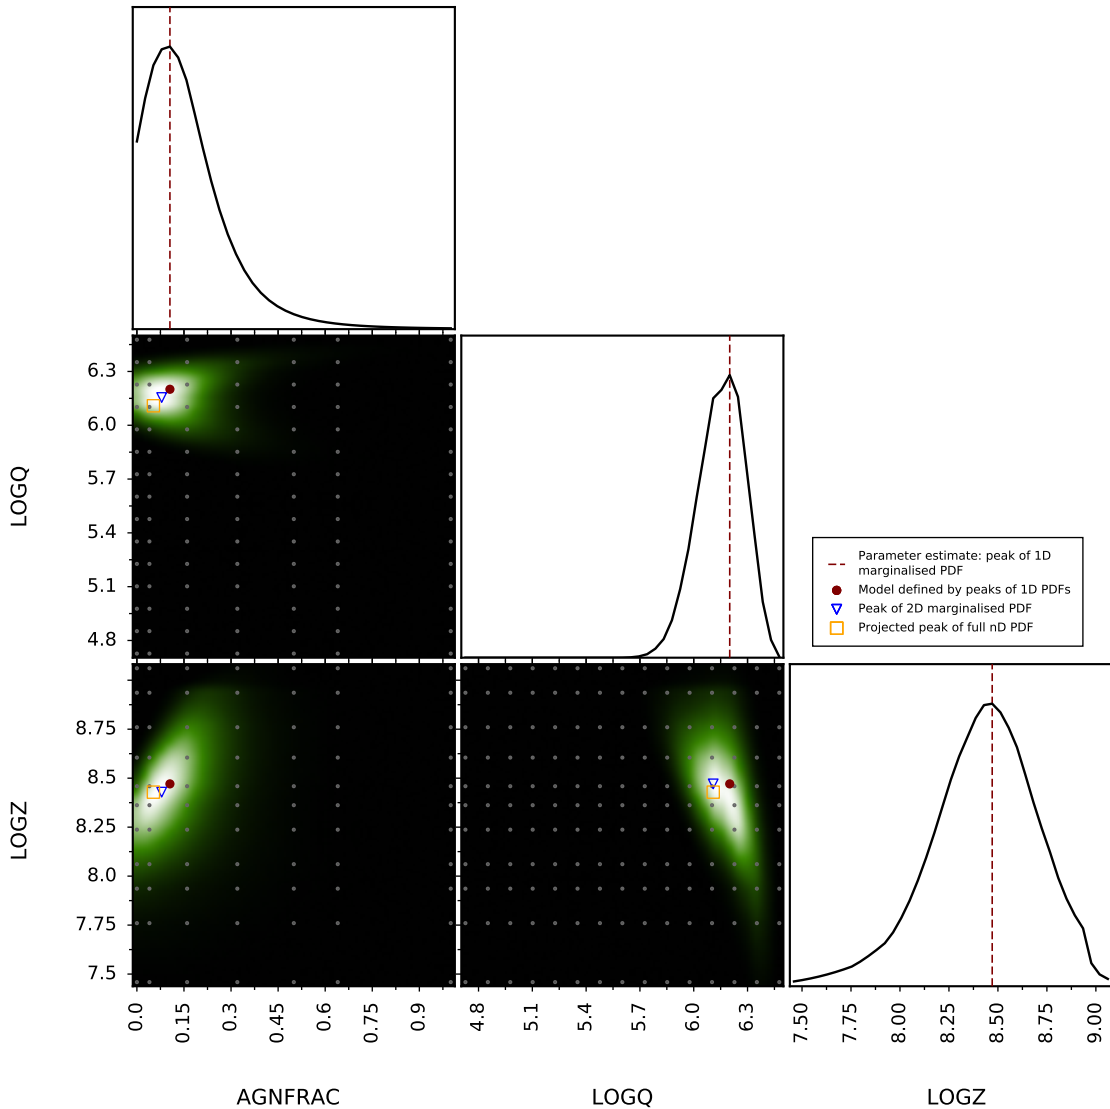 6.3
6.0
5.7
5.4
5.1
4.8
LOGQ
Parameter estimate: peak of 1D
marginalised PDF
Model defined by peaks of 1D PDFs
Peak of 2D marginalised PDF
Projected peak of full nD PDF
8.75
8.5
8.25
8.0
7.75
7.5
LOGZ
0.0 0.15 0.3 0.45 0.6 0.75 0.9
4.8 5.1 5.4 5.7 6.0 6.3
7.50 7.75 8.00 8.25 8.50 8.75 9.00
AGNFRAC LOGQ LOGZ